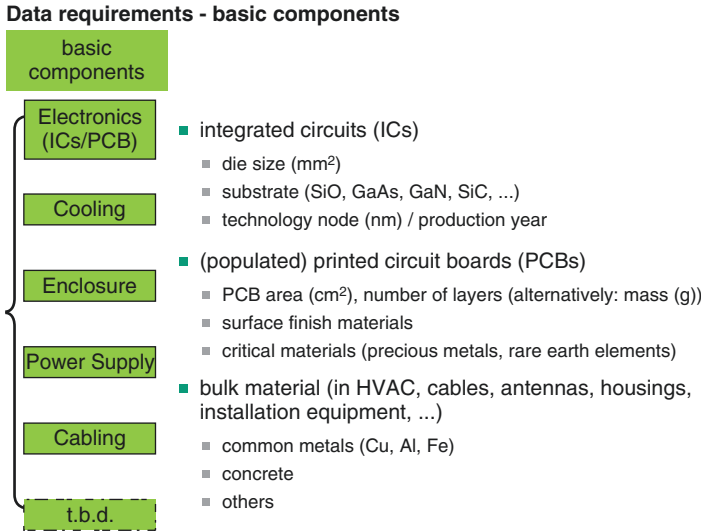 Data requirements - basic components
basic
components
Electronics
(ICs/PCB)
Cooling
Enclosure
Power Supply
Cabling
t.b.d.
integrated circuits (ICs)
die size (mm²)
substrate (SiO, GaAs, GaN, SiC, ...)
technology node (nm) / production year
(populated) printed circuit boards (PCBs)
PCB area (cm²), number of layers (alternatively: mass (g))
surface finish materials
critical materials (precious metals, rare earth elements)
bulk material (in HVAC, cables, antennas, housings,
installation equipment, ...)
common metals (Cu, Al, Fe)
concrete
others